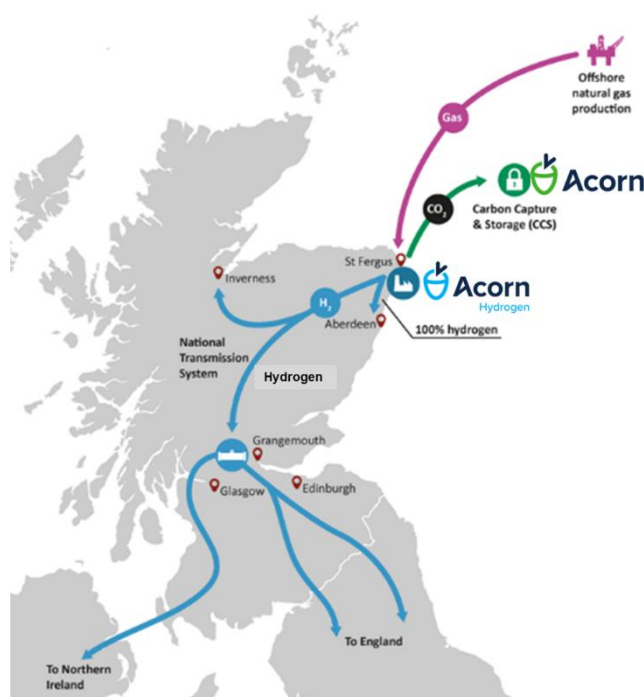 Offshore
natural gas
production
Gas
Acorn
CO₂
Carbon Capture
& Storage (CCS)
St Fergus
Acorn
Hydrogen
Inverness
H₂
Aberdeen
100% hydrogen
National
Transmission
System
Hydrogen
Grangemouth
Glasgow
Edinburgh
To England
To Northern
Ireland